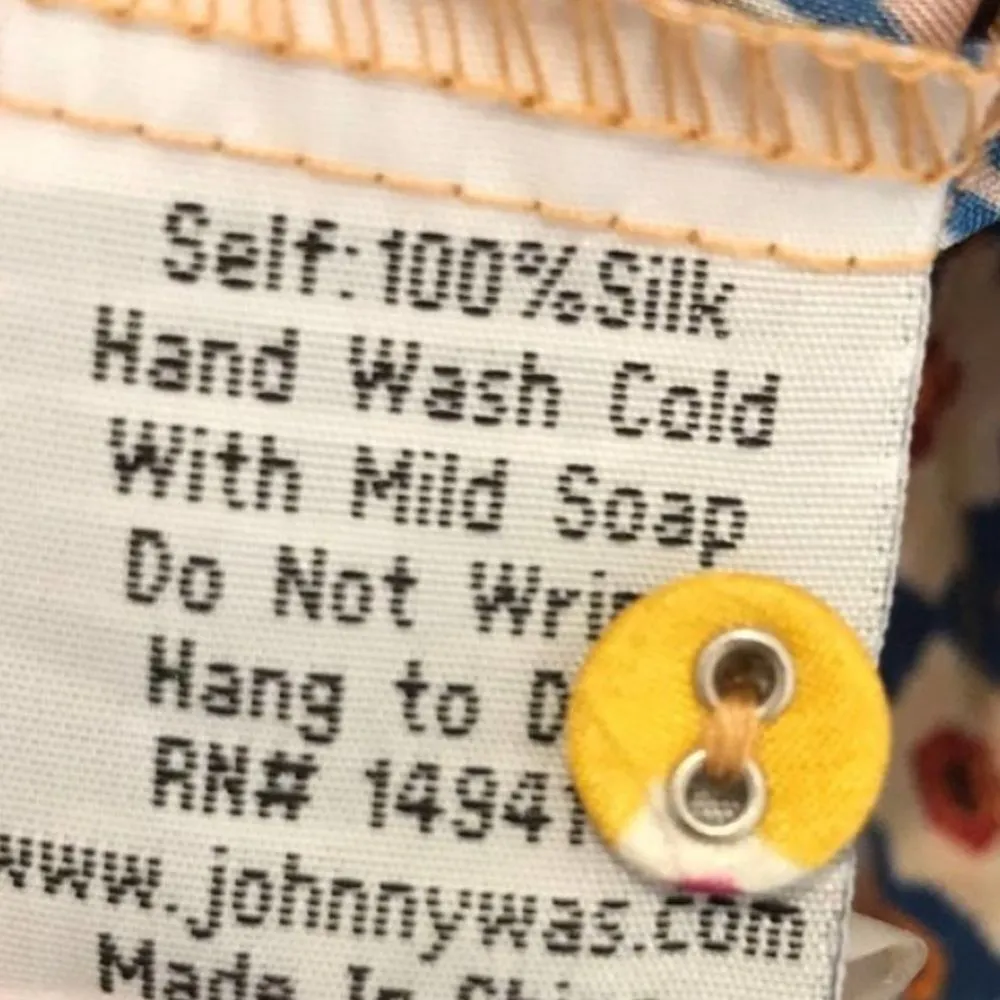 Self: 100% Silk
Hand Wash Cold
With Mild Soap
Do Not
Hang to
RN#
www.johnnywas.com
Made In